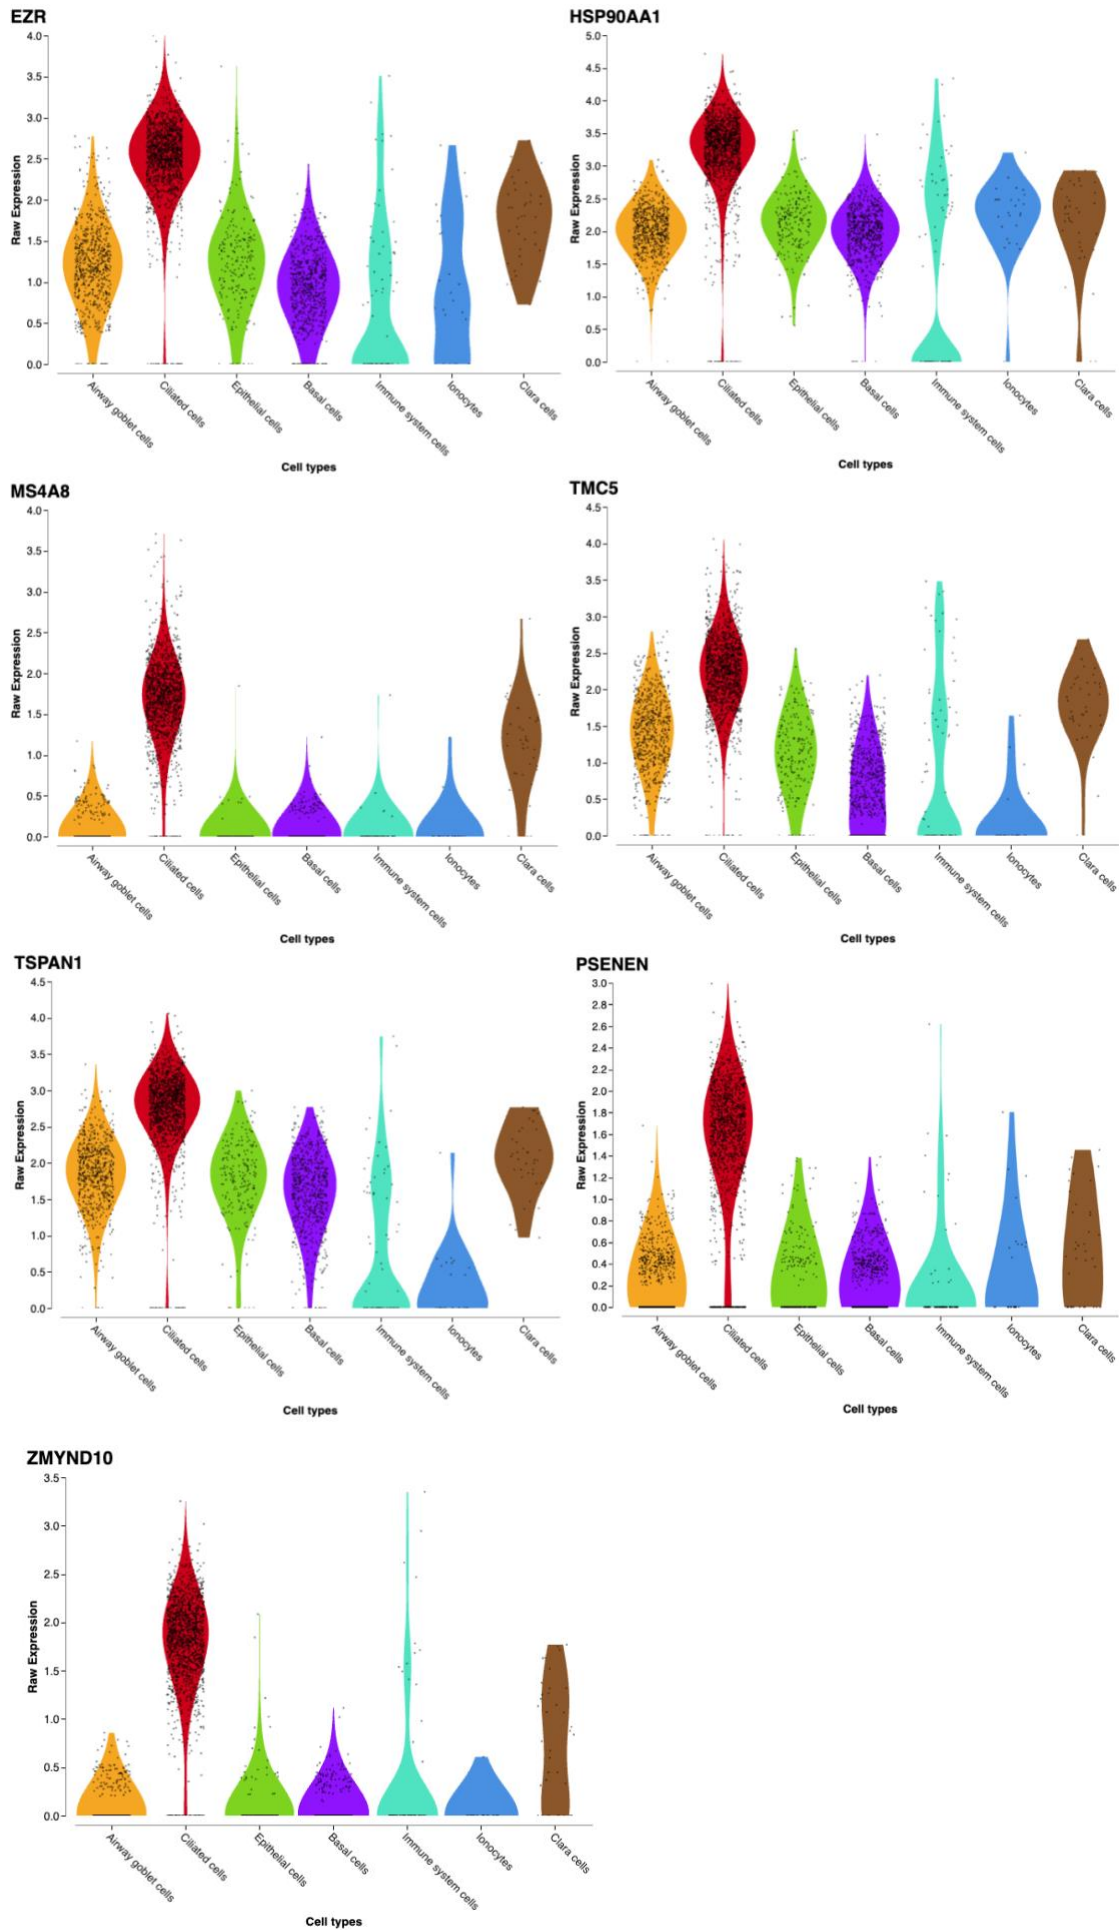 EZR
4.0
3.5
3.0
2.5
2.0
1.5
1.0
0.5
0.0
Raw Expression
Airway goblet cells
Ciliated cells
Epithelial cells
Basal cells
Immune system cells
Ionocytes
Clara cells
Cell types
HSP90AA1
5.0
4.5
4.0
3.5
3.0
2.5
2.0
1.5
1.0
0.5
0.0
Raw Expression
Airway goblet cells
Ciliated cells
Epithelial cells
Basal cells
Immune system cells
Ionocytes
Clara cells
Cell types
MS4A8
4.0
3.5
3.0
2.5
2.0
1.5
1.0
0.5
0.0
Raw Expression
Airway goblet cells
Ciliated cells
Epithelial cells
Basal cells
Immune system cells
Ionocytes
Clara cells
Cell types
TMC5
4.5
4.0
3.5
3.0
2.5
2.0
1.5
1.0
0.5
0.0
Raw Expression
Airway goblet cells
Ciliated cells
Epithelial cells
Basal cells
Immune system cells
Ionocytes
Clara cells
Cell types
TSPAN1
4.5
4.0
3.5
3.0
2.5
2.0
1.5
1.0
0.5
0.0
Raw Expression
Airway goblet cells
Ciliated cells
Epithelial cells
Basal cells
Immune system cells
Ionocytes
Clara cells
Cell types
PSENEN
3.0
2.8
2.6
2.4
2.2
2.0
1.8
1.6
1.4
1.2
1.0
0.8
0.6
0.4
0.2
0.0
Raw Expression
Airway goblet cells
Ciliated cells
Epithelial cells
Basal cells
Immune system cells
Ionocytes
Clara cells
Cell types
ZMYND10
3.5
3.0
2.5
2.0
1.5
1.0
0.5
0.0
Raw Expression
Airway goblet cells
Ciliated cells
Epithelial cells
Basal cells
Immune system cells
Ionocytes
Clara cells
Cell types